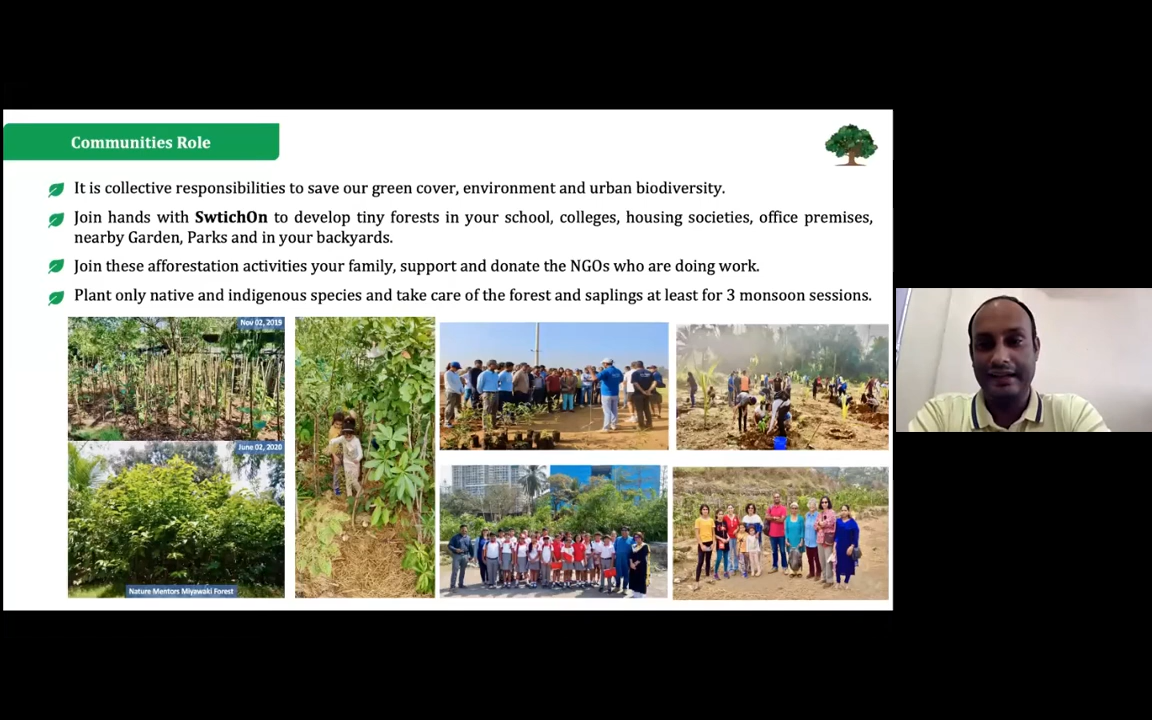 Communities Role
It is collective responsibilities to save our green cover, environment and urban biodiversity.
Join hands with SwtichOn to develop tiny forests in your school, colleges, housing societies, office premises,
nearby Garden, Parks and in your backyards.
Join these afforestation activities your family, support and donate the NGOs who are doing work.
Plant only native and indigenous species and take care of the forest and saplings at least for 3 monsoon sessions.
Nov 02, 2019
June 02, 2020
Nature Mentors Miyawaki Forest